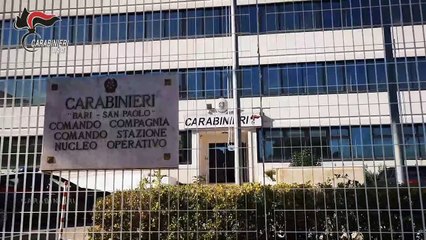 CARABINIERI
CARABINIERI
"BARI - SAN PAOLO"
COMANDO COMPAGNIA
COMANDO STAZIONE
NUCLEO OPERATIVO
CARABINIERI